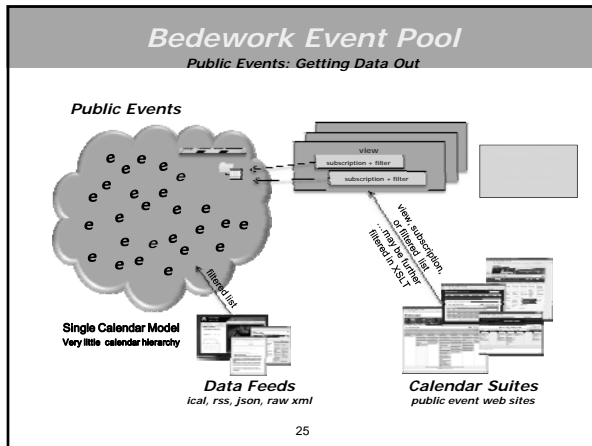 Bedework Event Pool
Public Events: Getting Data Out
Public Events
e e e e e e e e e e e e e e e e e e e e e e e e
view
subscription + filter
subscription + filter
view, subscription,
or filtered list
...may be further
filtered in XSLT
filtered list
Single Calendar Model
Very little calendar hierarchy
Data Feeds
ical, rss, json, raw xml
Calendar Suites
public event web sites
25